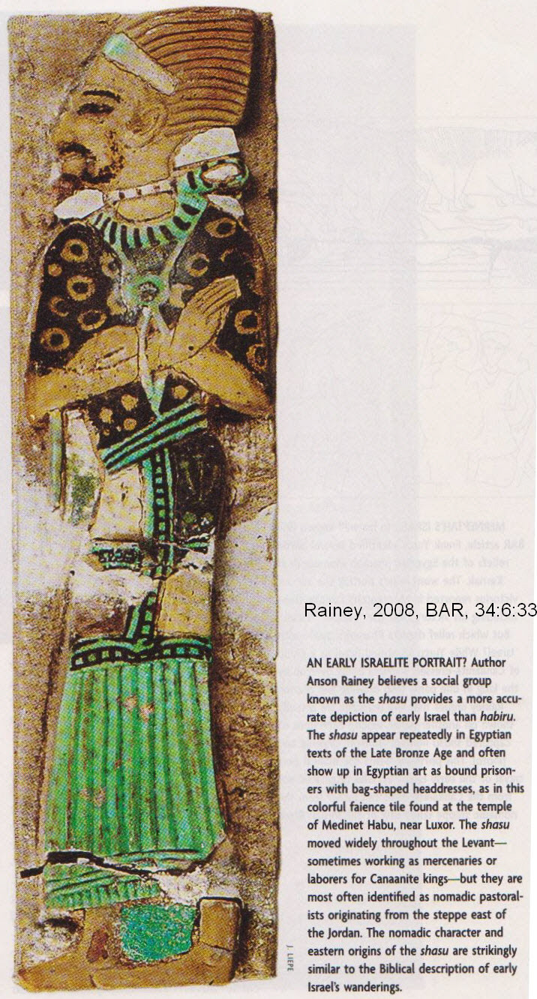 Rainey, 2008, BAR, 34:6:33
AN EARLY ISRAELITE PORTRAIT? Author
Anson Rainey believes a social group
known as the shasu provides a more accu-
rate depiction of early Israel than habiru.
The shasu appear repeatedly in Egyptian
texts of the Late Bronze Age and often
show up in Egyptian art as bound prison-
ers with bag-shaped headdresses, as in this
colorful faience tile found at the temple
of Medinet Habu, near Luxor. The shasu
moved widely throughout the Levant—
sometimes working as mercenaries or
laborers for Canaanite kings—but they are
most often identified as nomadic pastoral-
ists originating from the steppe east of
the Jordan. The nomadic character and
eastern origins of the shasu are strikingly
similar to the Biblical description of early
Israel's wanderings.
J. LIEPE